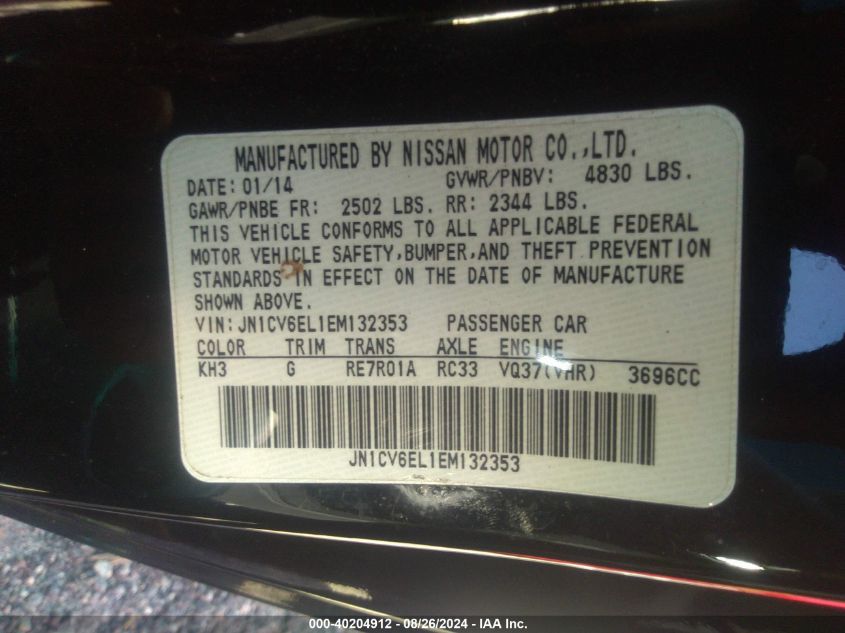 MANUFACTURED BY NISSAN MOTOR CO.,LTD.
DATE: 01/14 GVWR/PNBV: 4830 LBS.
GAWR/PNBE FR: 2502 LBS. RR: 2344 LBS.
THIS VEHICLE CONFORMS TO ALL APPLICABLE FEDERAL
MOTOR VEHICLE SAFETY,BUMPER,AND THEFT PREVENTION
STANDARDS IN EFFECT ON THE DATE OF MANUFACTURE
SHOWN ABOVE.
VIN:JN1CV6EL1EM132353 PASSENGER CAR
COLOR TRIM TRANS AXLE ENGINE
KH3 G RE7R01A RC33 VQ37(VHR) 3696CC
JN1CV6EL1EM132353
000-40204912 - 08/26/2024 - IAA Inc.